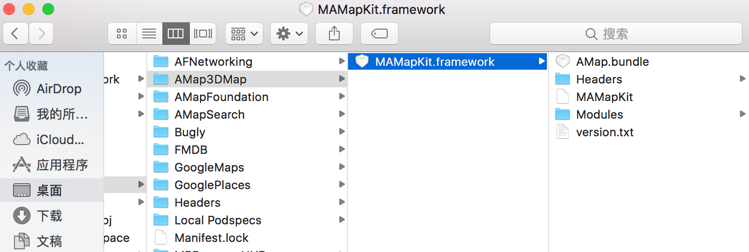 MAMapKit.framework
搜索
个人收藏
AirDrop
我的所...
iCloud...
应用程序
桌面
下载
文稿
ork
oj
pace
AFNetworking
AMap3DMap
AMapFoundation
AMapSearch
Bugly
FMDB
GoogleMaps
GooglePlaces
Headers
Local Podspecs
Manifest.lock
MAMapKit.framework
AMap.bundle
Headers
MAMapKit
Modules
version.txt